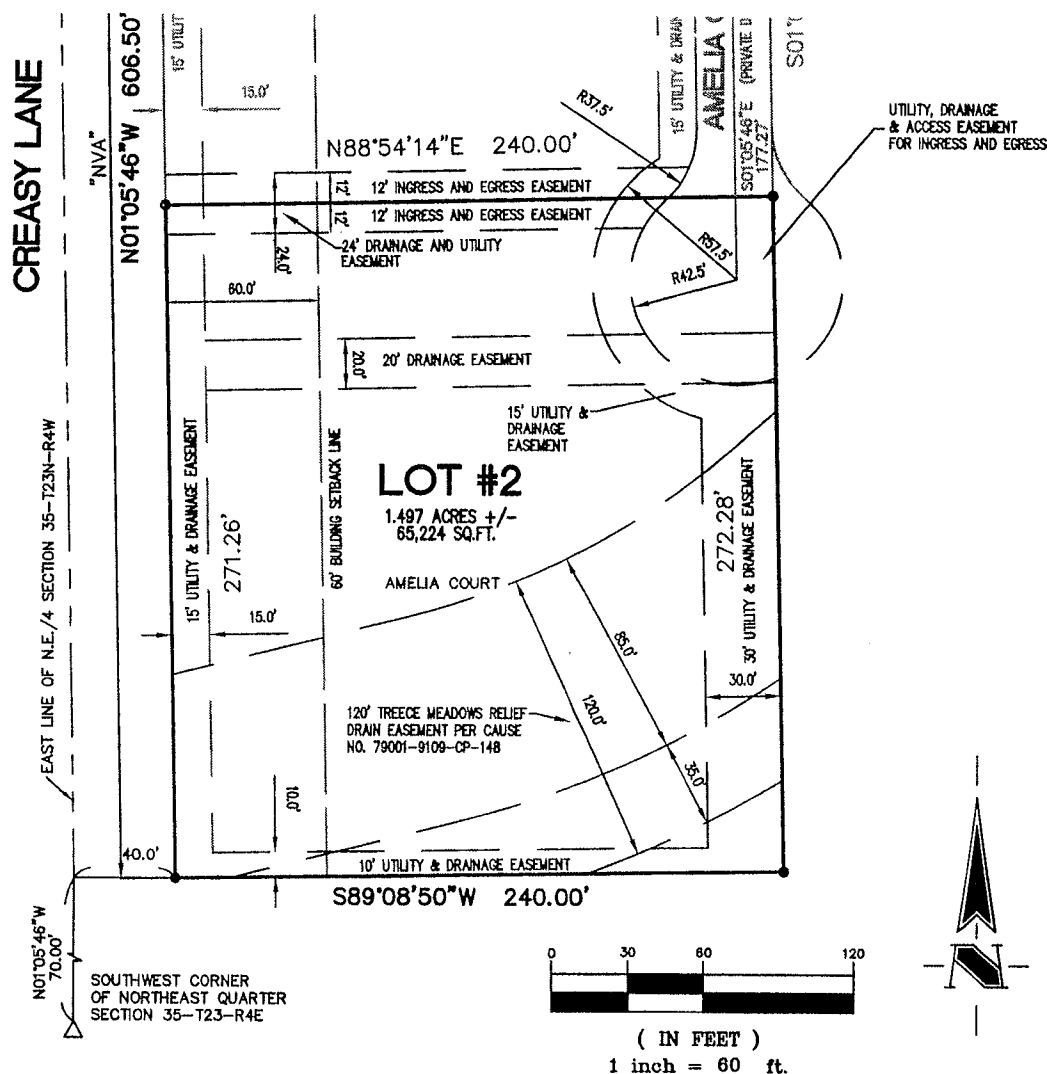 CREASY LANE
EAST LINE OF N.E./4 SECTION 35-T23N-R4W
"NVA"
N01°05'46"W 606.50'
15' UTILITY
15.0'
N88°54'14"E 240.00'
R37.5'
15' UTILITY & DRAIN
AMELIA
S01°05'46"E (PRIVATE D
177.27'
S01°0
UTILITY, DRAINAGE
& ACCESS EASEMENT
FOR INGRESS AND EGRESS
12'
12' INGRESS AND EGRESS EASEMENT
12'
12' INGRESS AND EGRESS EASEMENT
24.0'
24' DRAINAGE AND UTILITY
EASEMENT
R57.5'
R42.5'
60.0'
20.0'
20' DRAINAGE EASEMENT
15' UTILITY &
DRAINAGE
EASEMENT
15' UTILITY & DRAINAGE EASEMENT
271.26'
60' BUILDING SETBACK LINE
LOT #2
1.497 ACRES +/-
65,224 SQ.FT.
272.28'
30' UTILITY & DRAINAGE EASEMENT
AMELIA COURT
15.0'
85.0'
30.0'
120' TREECE MEADOWS RELIEF
DRAIN EASEMENT PER CAUSE
NO. 79001-9109-CP-148
120.0'
35.0'
10.0'
40.0'
10' UTILITY & DRAINAGE EASEMENT
S89°08'50"W 240.00'
N01°05'46"W
70.00'
SOUTHWEST CORNER
OF NORTHEAST QUARTER
SECTION 35-T23-R4E
0 30 60 120
( IN FEET )
1 inch = 60 ft.
N